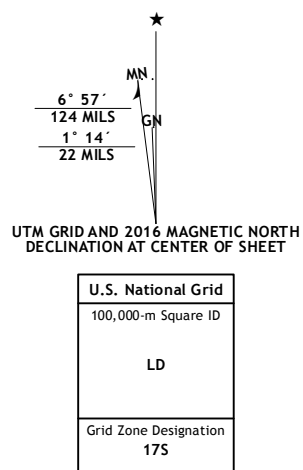 ★
MN
GN
6° 57´
124 MILS
1° 14´
22 MILS
UTM GRID AND 2016 MAGNETIC NORTH
DECLINATION AT CENTER OF SHEET
U.S. National Grid
100,000-m Square ID
LD
Grid Zone Designation
17S